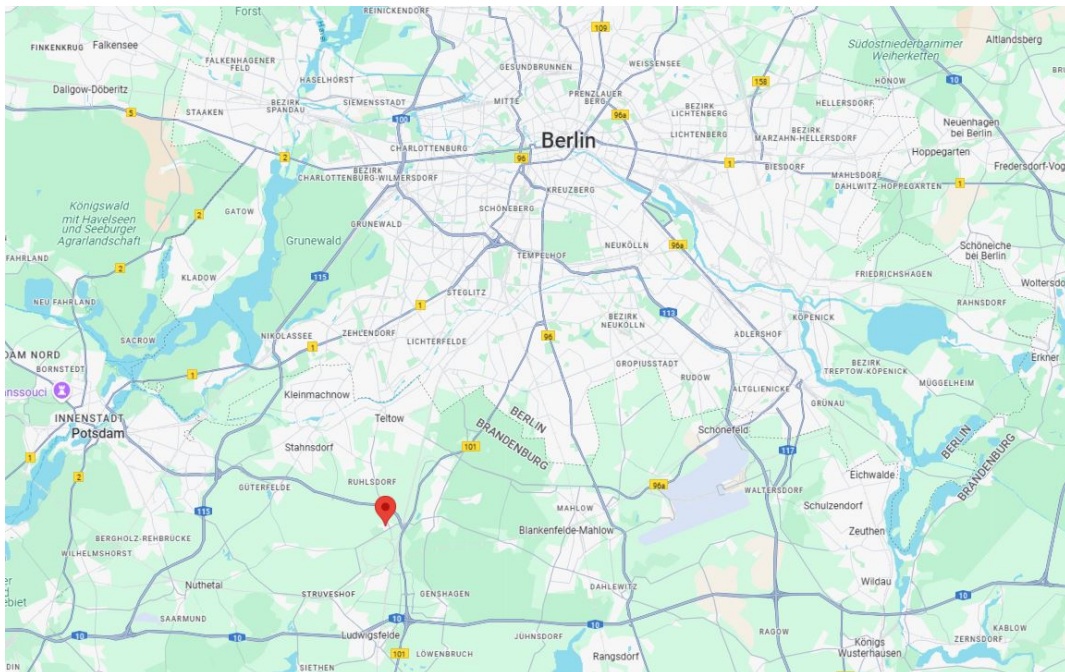 Forst
Havel
REINICKENDORF
109
WEISSENSEE
Südostniederbarnimer
Weiherketten
Altlandsberg
FINKENKRUG
Falkensee
FALKENHAGENER
FELD
HASELHORST
GESUNDBRUNNEN
HÖNOW
10
Dallgow-Döberitz
BEZIRK
SPANDAU
SIEMENSSTADT
MITTE
PRENZLAUER
BERG
158
HELLERSDORF
5
STAAKEN
100
96a
BEZIRK
LICHTENBERG
LICHTENBERG
BEZIRK
MARZAHN-HELLERSDORF
Neuenhagen
bei Berlin
Berlin
CHARLOTTENBURG
2
96
1
BIESDORF
Hoppegarten
Fredersdorf-Vog
BEZIRK
CHARLOTTENBURG-WILMERSDORF
MAHLSDORF
DAHLWITZ-HOPPEGARTEN
1
KREUZBERG
Königswald
mit Havelseen
und Seeburger
Agrarlandschaft
2
GATOW
SCHÖNEBERG
GRUNEWALD
Grunewald
NEUKÖLLN
96a
Schöneiche
bei Berlin
FAHRLAND
2
TEMPELHOF
KLADOW
115
FRIEDRICHSHAGEN
Woltersdo
NEU FAHRLAND
STEGLITZ
1
RAHNSDORF
113
BEZIRK
NEUKÖLLN
KÖPENICK
SACROW
NIKOLASSEE
ZEHLENDORF
LICHTERFELDE
96
ADLERSHOF
1
DAM NORD
BORNSTEDT
GROPIUSSTADT
RUDOW
BEZIRK
TREPTOW-KÖPENICK
Erkner
1
anssouci
ALTGLIENICKE
MÜGGELHEIM
Kleinmachnow
GRÜNAU
INNENSTADT
Potsdam
Teltow
BERLIN
BRANDENBURG
Schönefeld
BERLIN
BRANDENBURG
Stahnsdorf
101
117
1
2
RUHLSDORF
GÜTERFELDE
96a
WALTERSDORF
Eichwalde
115
MAHLOW
Schulzendorf
Blankenfelde-Mahlow
Zeuthen
BERGHOLZ-REHBRÜCKE
WILHELMSHORST
Nuthetal
DAHLEWITZ
Wildau
STRUVESHOF
GENSHAGEN
10
SAARMUND
10
10
10
10
KABLOW
Ludwigsfelde
JÜHNSDORF
RAGOW
ZERNSDORF
101
LÖWENBRUCH
Rangsdorf
Königs
Wusterhausen
SIETHEN